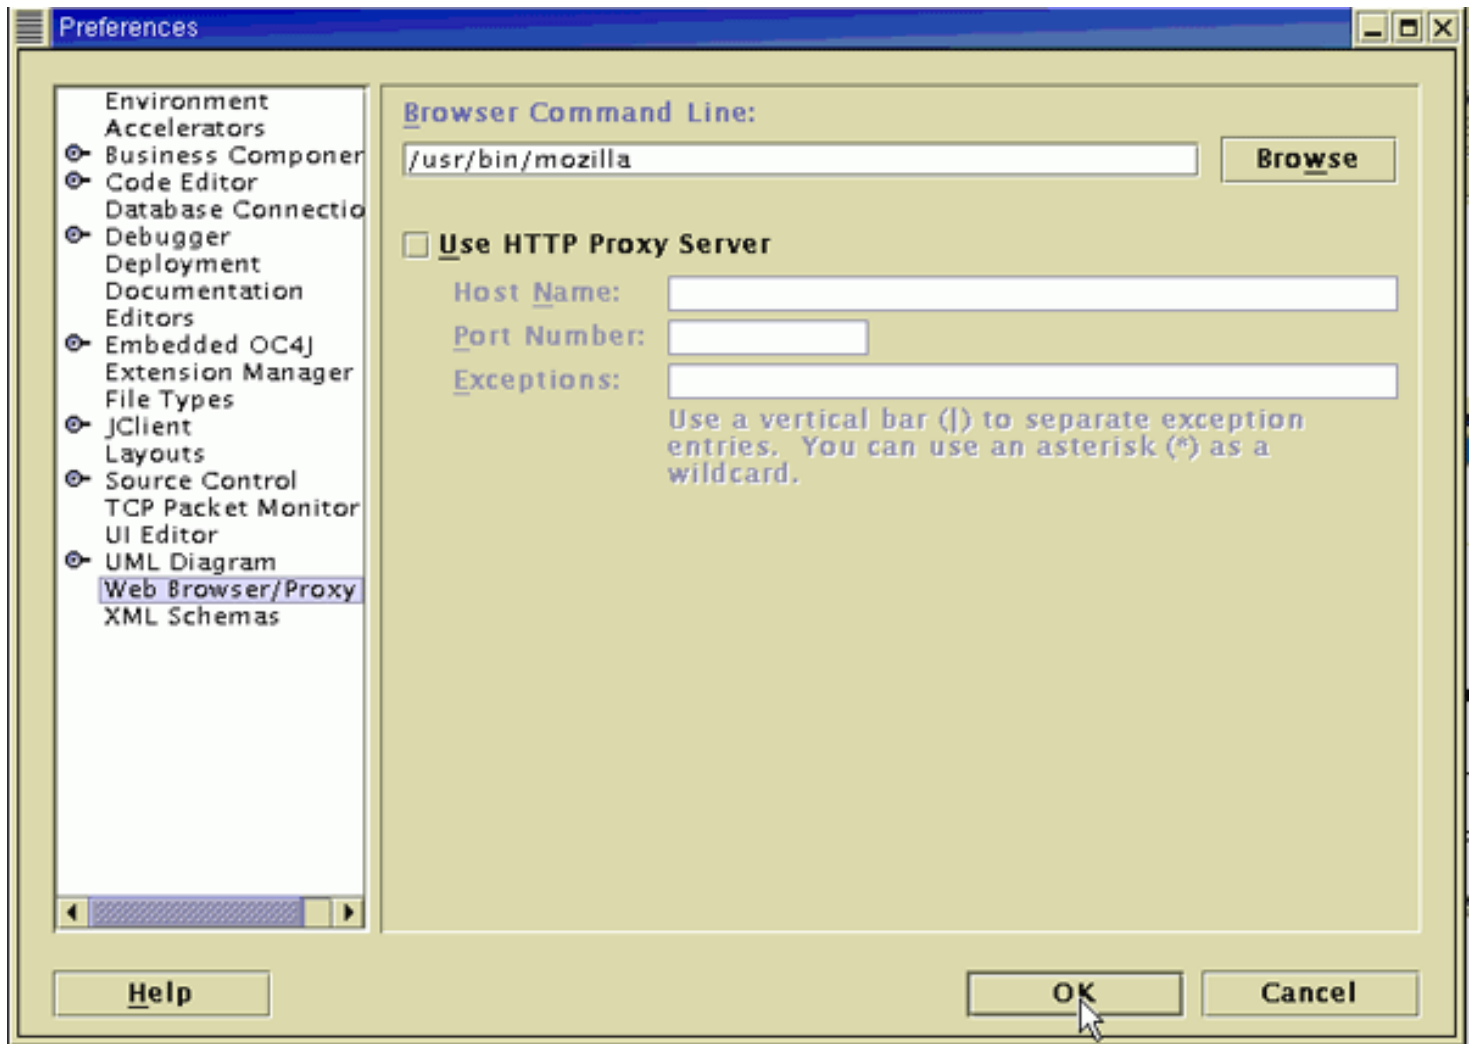 Preferences
Environment
Accelerators
Business Componer
Code Editor
Database Connectio
Debugger
Deployment
Documentation
Editors
Embedded OC4J
Extension Manager
File Types
JClient
Layouts
Source Control
TCP Packet Monitor
UI Editor
UML Diagram
Web Browser/Proxy
XML Schemas
Browser Command Line:
/usr/bin/mozilla
Browse
Use HTTP Proxy Server
Host Name:
Port Number:
Exceptions:
Use a vertical bar (|) to separate exception
entries.  You can use an asterisk (*) as a
wildcard.
Help
OK
Cancel